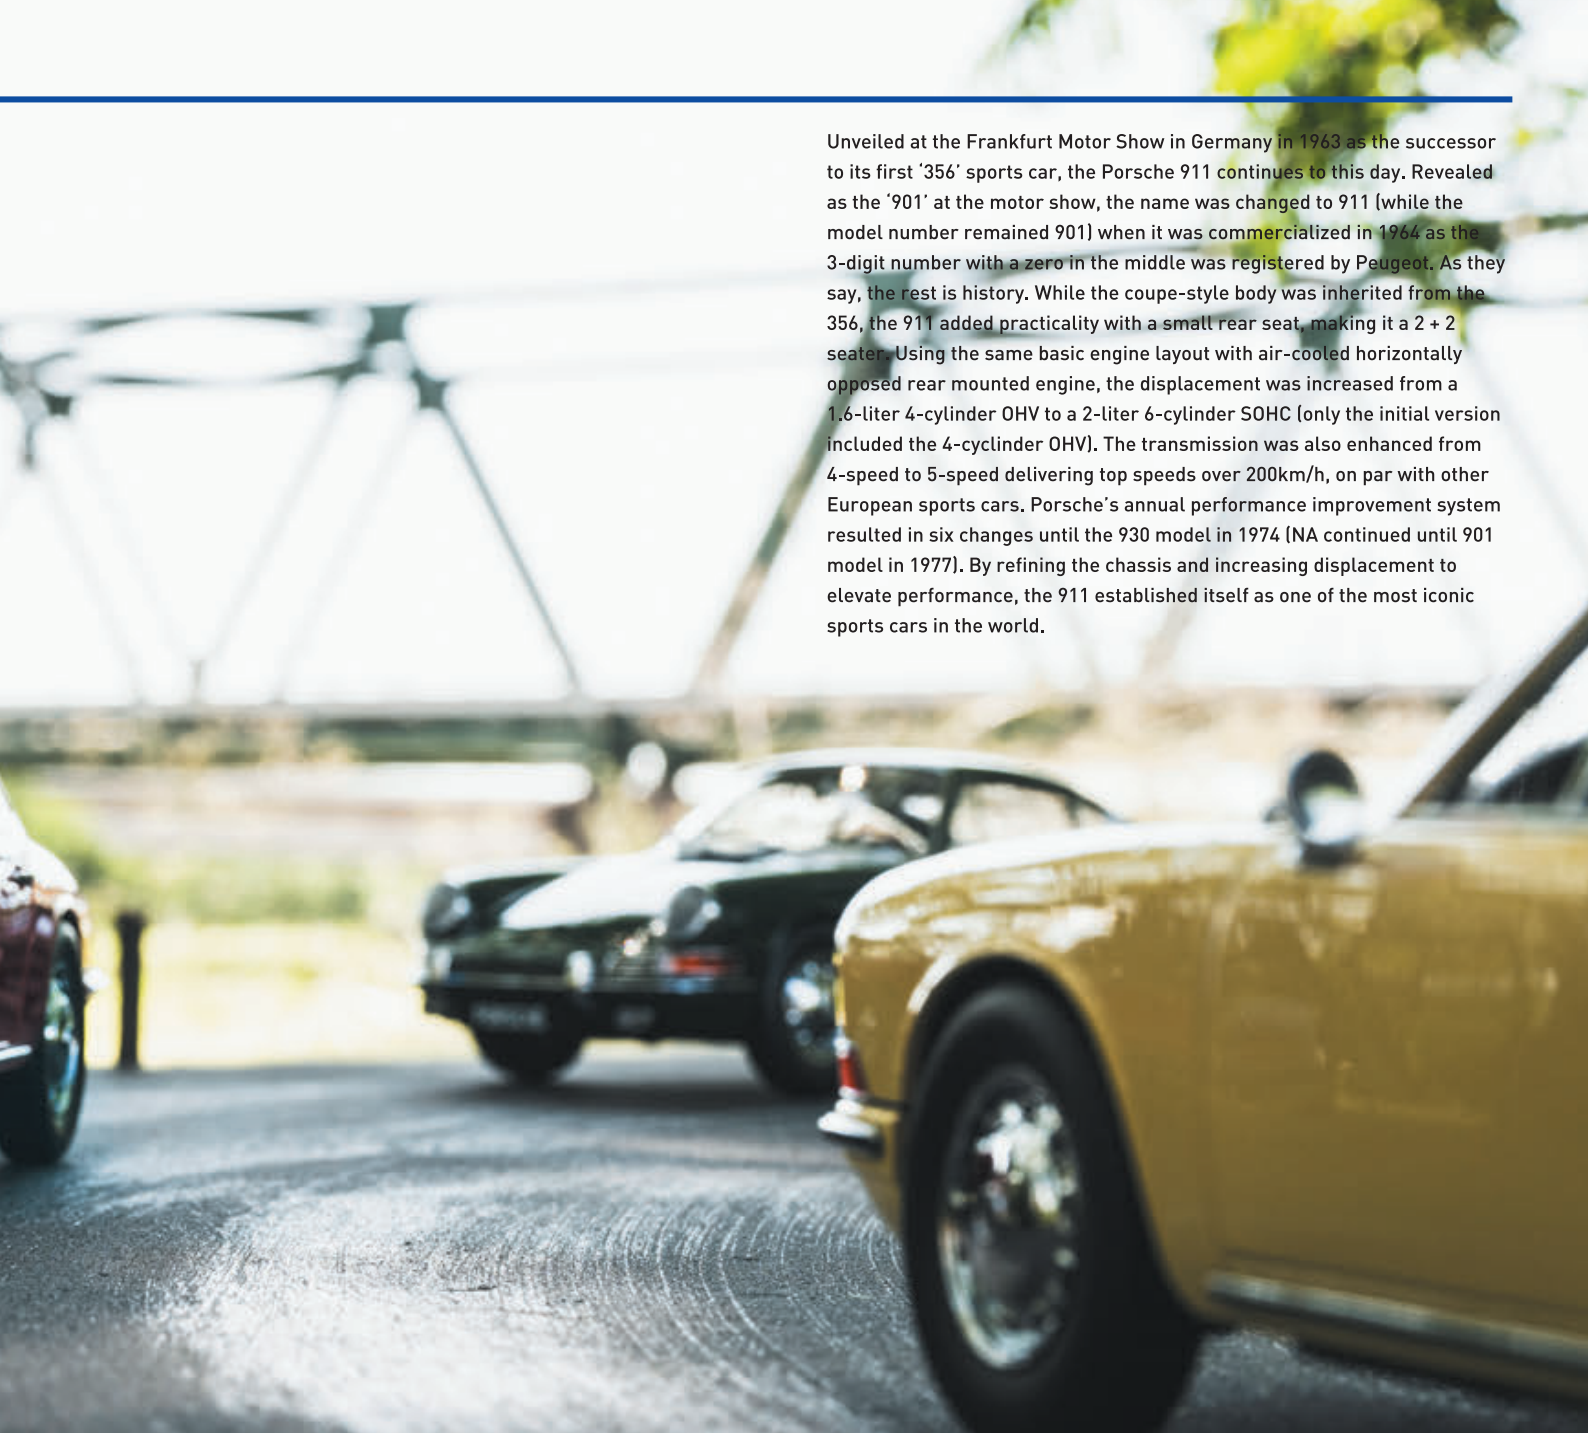 Unveiled at the Frankfurt Motor Show in Germany in 1963 as the successor
to its first ‘356’ sports car, the Porsche 911 continues to this day. Revealed
as the ‘901’ at the motor show, the name was changed to 911 (while the
model number remained 901) when it was commercialized in 1964 as the
3-digit number with a zero in the middle was registered by Peugeot. As they
say, the rest is history. While the coupe-style body was inherited from the
356, the 911 added practicality with a small rear seat, making it a 2 + 2
seater. Using the same basic engine layout with air-cooled horizontally
opposed rear mounted engine, the displacement was increased from a
1.6-liter 4-cylinder OHV to a 2-liter 6-cylinder SOHC (only the initial version
included the 4-cyclinder OHV). The transmission was also enhanced from
4-speed to 5-speed delivering top speeds over 200km/h, on par with other
European sports cars. Porsche’s annual performance improvement system
resulted in six changes until the 930 model in 1974 (NA continued until 901
model in 1977). By refining the chassis and increasing displacement to
elevate performance, the 911 established itself as one of the most iconic
sports cars in the world.